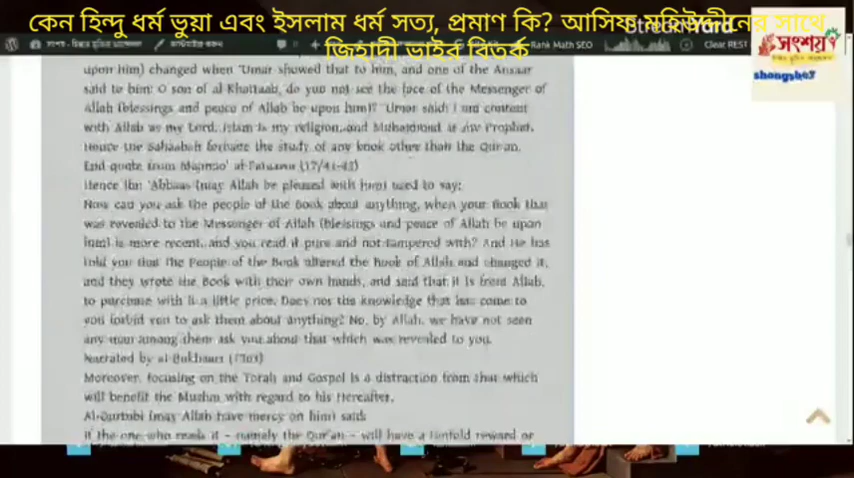 কেন হিন্দু ধর্ম ভুয়া এবং ইসলাম ধর্ম সত্য, প্রমাণ কি? আসিফ মহিউদ্দীনের সাথে
জিহাদী ভাইর বিতর্ক
StreamYard
Rank Math SEO
Clear REST
সংশয়
shongshoy
upon him) changed when 'Umar showed that to him, and one of the Ansaar
said to him: O son of al-Khattaab, do you not see the face of the Messenger of
Allah (blessings and peace of Allah be upon him)? 'Umar said: I am content
with Allah as my Lord, Islam is my religion, and Muhammad as my Prophet.
Hence the Sahaabah forbade the study of any book other than the Qur'an.
End quote from Majmoo' al-Fataawa (17/41-42)
Hence Ibn 'Abbaas (may Allah be pleased with him) used to say:
How can you ask the people of the Book about anything, when your Book that
was revealed to the Messenger of Allah (blessings and peace of Allah be upon
him) is more recent, and you read it pure and not tampered with? And He has
told you that the People of the Book altered the book of Allah and changed it,
and they wrote the Book with their own hands, and said that it is from Allah,
to purchase with it a little price. Does not the knowledge that has come to
you forbid you to ask them about anything? No, by Allah, we have not seen
any man among them ask you about that which was revealed to you.
Narrated by al-Bukhaari
Moreover, focusing on the Torah and Gospel is a distraction from that which
will benefit the Muslim with regard to his Hereafter.
Al-Qurtubi (may Allah have mercy on him) said:
If the one who reads it – namely the Qur'an – will have a tenfold reward or